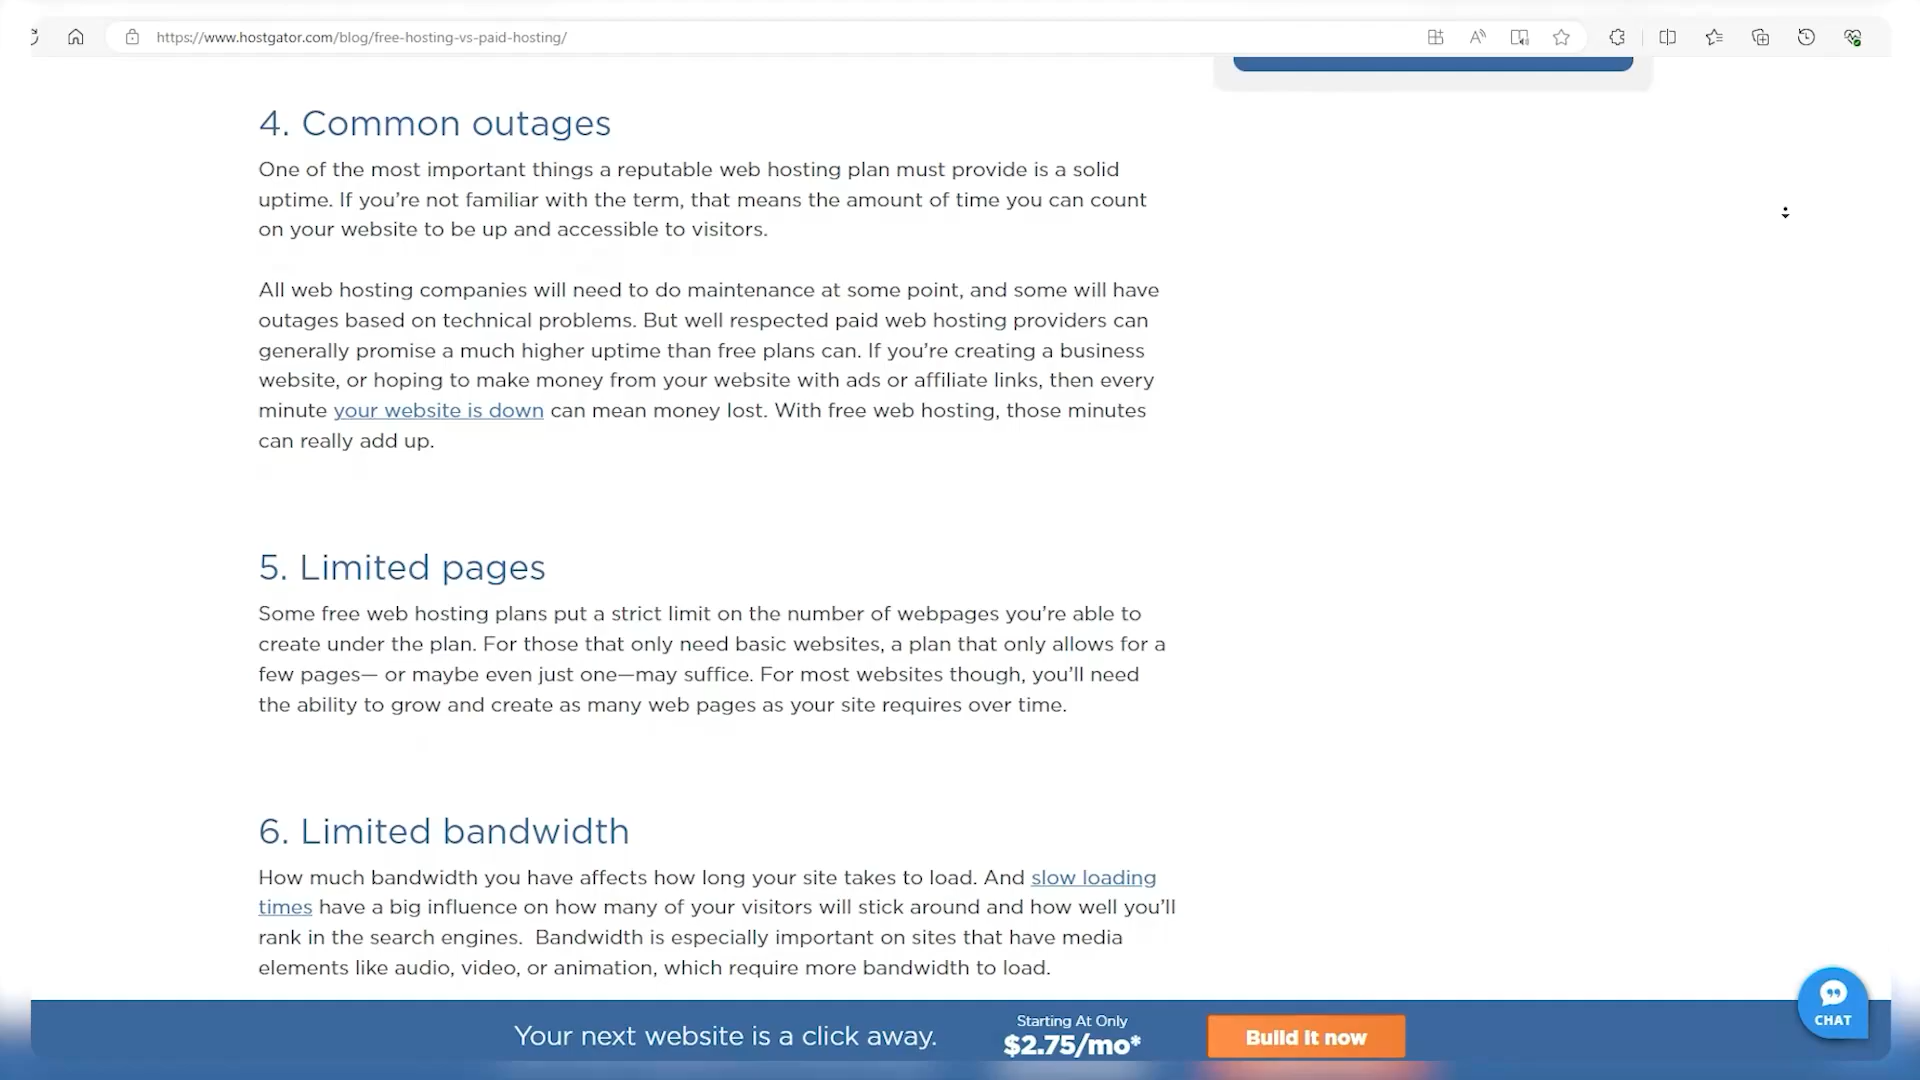 https://www.hostgator.com/blog/free-hosting-vs-paid-hosting/
4. Common outages
One of the most important things a reputable web hosting plan must provide is a solid
uptime. If you’re not familiar with the term, that means the amount of time you can count
on your website to be up and accessible to visitors.
All web hosting companies will need to do maintenance at some point, and some will have
outages based on technical problems. But well respected paid web hosting providers can
generally promise a much higher uptime than free plans can. If you’re creating a business
website, or hoping to make money from your website with ads or affiliate links, then every
minute your website is down can mean money lost. With free web hosting, those minutes
can really add up.
5. Limited pages
Some free web hosting plans put a strict limit on the number of webpages you’re able to
create under the plan. For those that only need basic websites, a plan that only allows for a
few pages— or maybe even just one—may suffice. For most websites though, you’ll need
the ability to grow and create as many web pages as your site requires over time.
6. Limited bandwidth
How much bandwidth you have affects how long your site takes to load. And slow loading
times have a big influence on how many of your visitors will stick around and how well you’ll
rank in the search engines.  Bandwidth is especially important on sites that have media
elements like audio, video, or animation, which require more bandwidth to load.
Your next website is a click away.
Starting At Only
$2.75/mo*
Build it now
CHAT